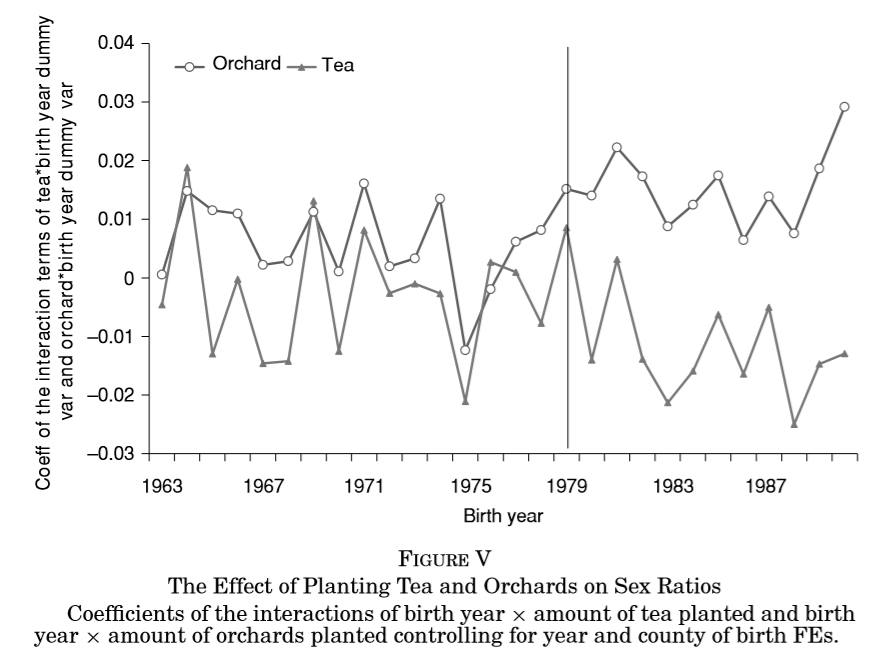 Coeff of the interaction terms of tea*birth year dummy
var and orchard*birth year dummy var
0.04
0.03
0.02
0.01
0
−0.01
−0.02
−0.03
Orchard Tea
1963 1967 1971 1975 1979 1983 1987
Birth year
FIGURE V
The Effect of Planting Tea and Orchards on Sex Ratios
Coefficients of the interactions of birth year × amount of tea planted and birth
year × amount of orchards planted controlling for year and county of birth FEs.